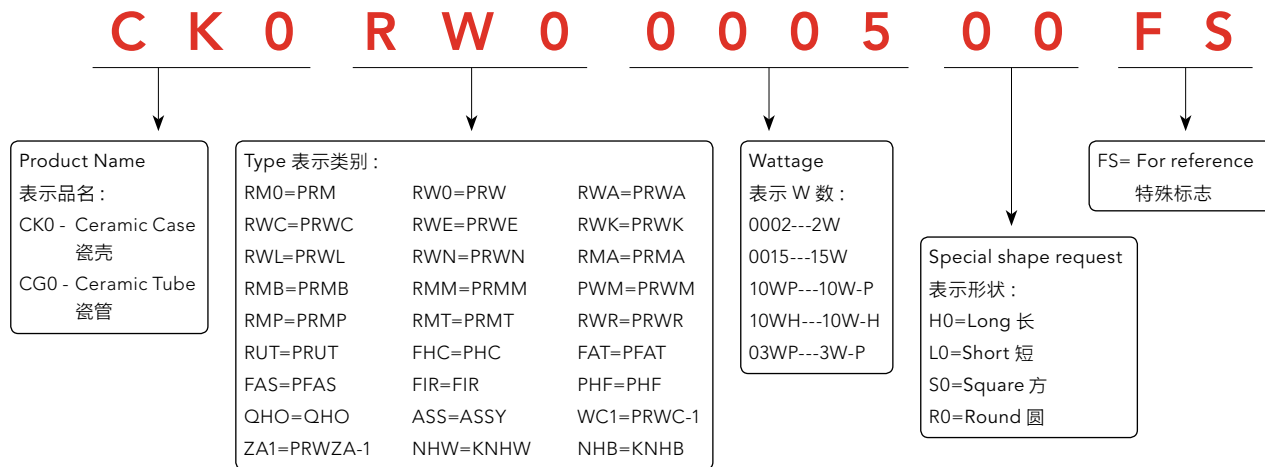 C K 0 R W 0 0 0 0 5 0 0 F S
Product Name
表示品名 :
CK0 - Ceramic Case
瓷壳
CG0 - Ceramic Tube
瓷管
Type 表示类别 :
RM0=PRM RW0=PRW RWA=PRWA
RWC=PRWC RWE=PRWE RWK=PRWK
RWL=PRWL RWN=PRWN RMA=PRMA
RMB=PRMB RMM=PRMM PWM=PRWM
RMP=PRMP RMT=PRMT RWR=PRWR
RUT=PRUT FHC=PHC FAT=PFAT
FAS=PFAS FIR=FIR PHF=PHF
QHO=QHO ASS=ASSY WC1=PRWC-1
ZA1=PRWZA-1 NHW=KNHW NHB=KNHB
Wattage
表示 W 数 :
0002---2W
0015---15W
10WP---10W-P
10WH---10W-H
03WP---3W-P
Special shape request
表示形状 :
H0=Long 长
L0=Short 短
S0=Square 方
R0=Round 圆
FS= For reference
特殊标志